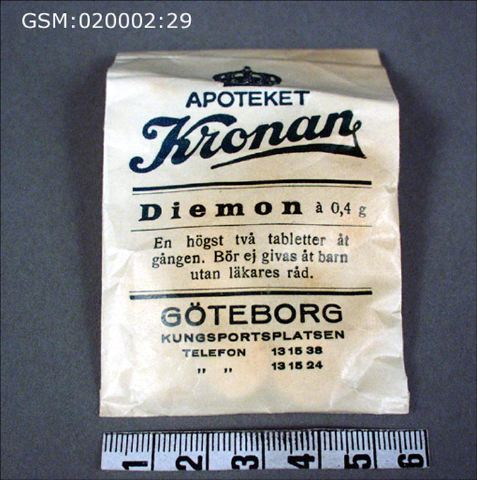 GSM:020002:29
APOTEKET
Kronan
Diemon à 0,4 g
En högst två tabletter åt
gången. Bör ej givas åt barn
utan läkares råd.
GÖTEBORG
KUNGSPORTSPLATSEN
TELEFON 13 15 38
„ „ 13 15 24
1 2 3 4 5 6